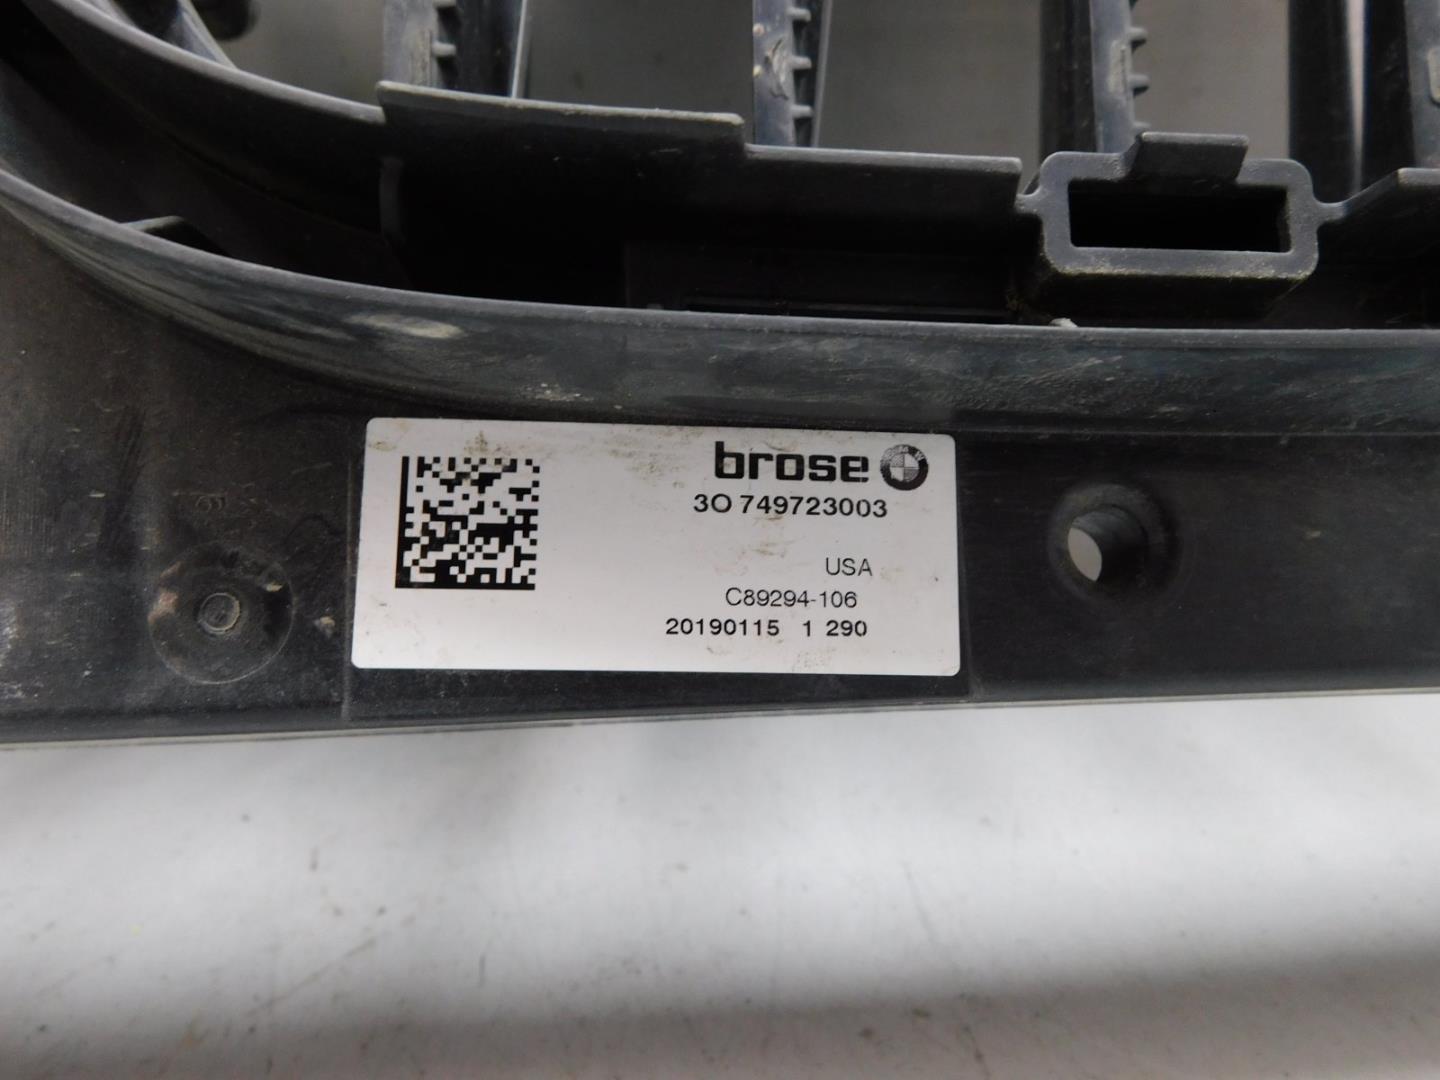 brose
3O 749723003
USA
C89294-106
20190115 1 290